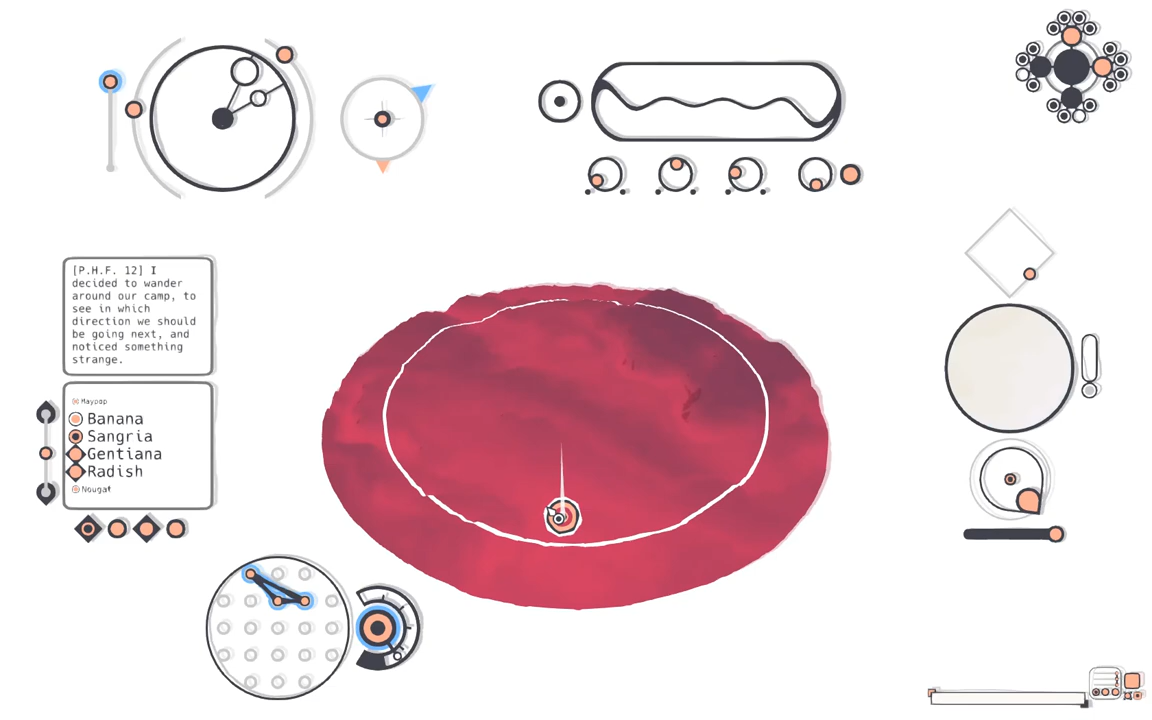 [P.H.F. 12] I
decided to wander
around our camp, to
see in which
direction we should
be going next, and
noticed something
strange.
Maypop
Banana
Sangria
Gentiana
Radish
Nougat